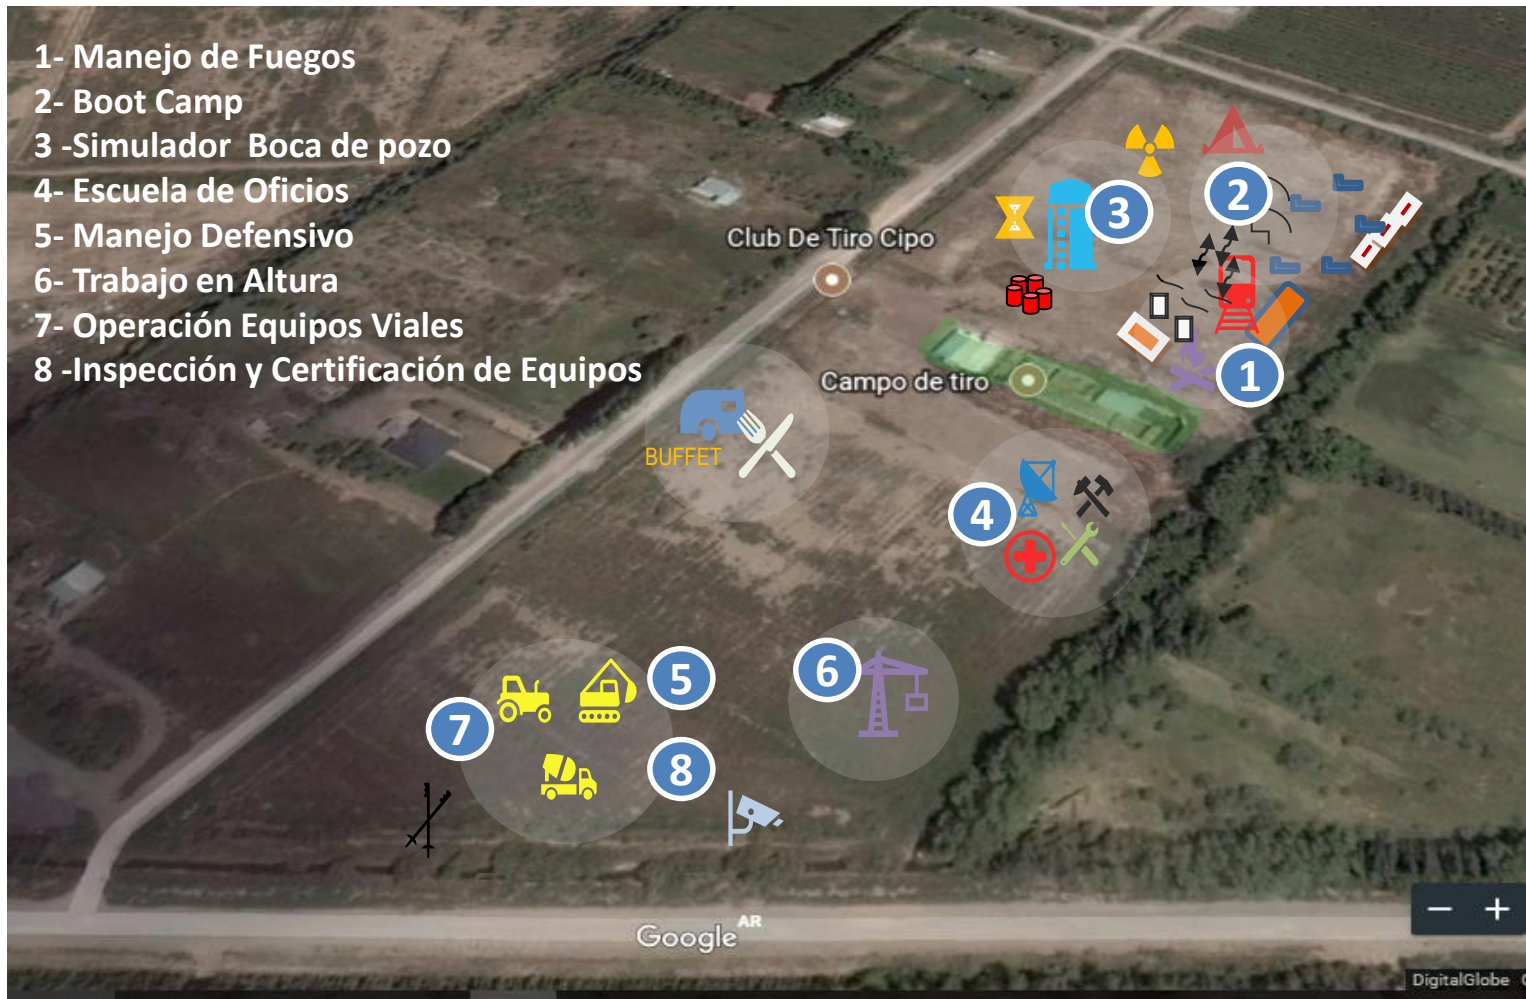 1- Manejo de Fuegos
2- Boot Camp
3 -Simulador  Boca de pozo
4- Escuela de Oficios
5- Manejo Defensivo
6- Trabajo en Altura
7- Operación Equipos Viales
8 -Inspección y Certificación de Equipos
3
2
Club De Tiro Cipo
Campo de tiro
1
BUFFET
4
5
6
7
8
Google
AR
DigitalGlobe